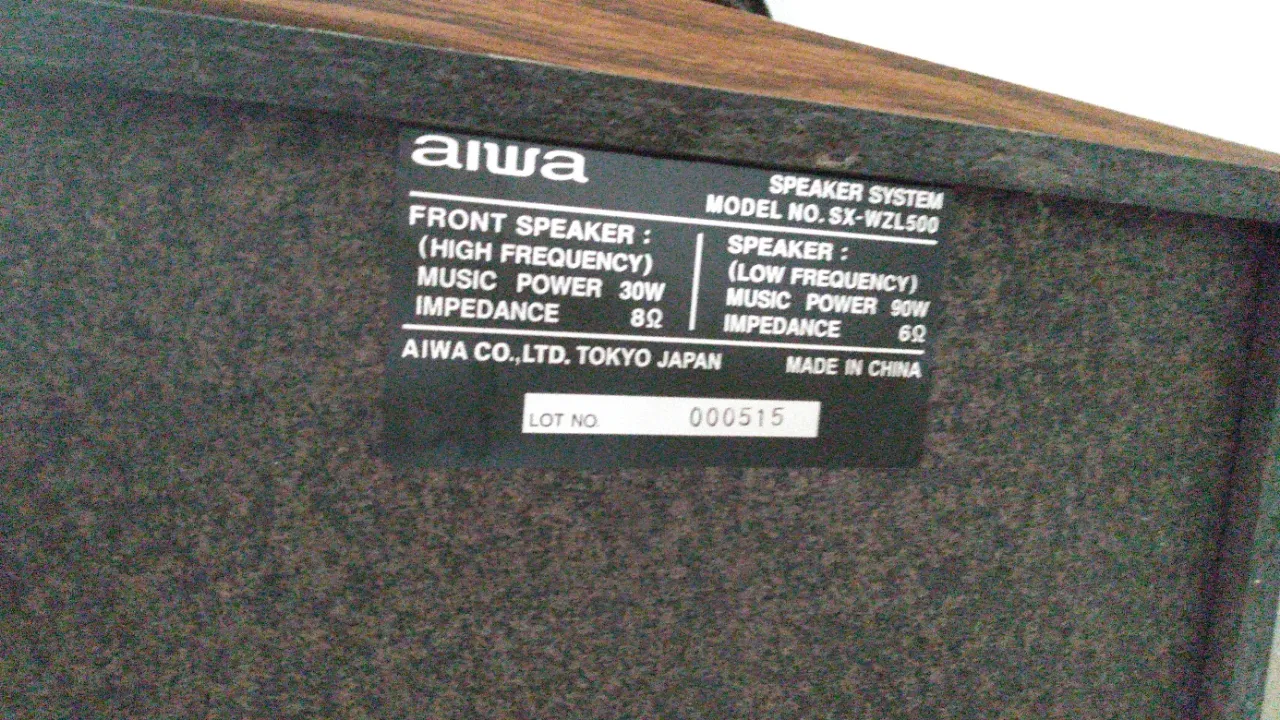 aiwa
SPEAKER SYSTEM
MODEL NO. SX-WZL500
FRONT SPEAKER :
(HIGH FREQUENCY)
MUSIC POWER 30W
IMPEDANCE 8Ω
SPEAKER :
(LOW FREQUENCY)
MUSIC POWER 90W
IMPEDANCE 6Ω
AIWA CO.,LTD. TOKYO JAPAN MADE IN CHINA
LOT NO. 000515